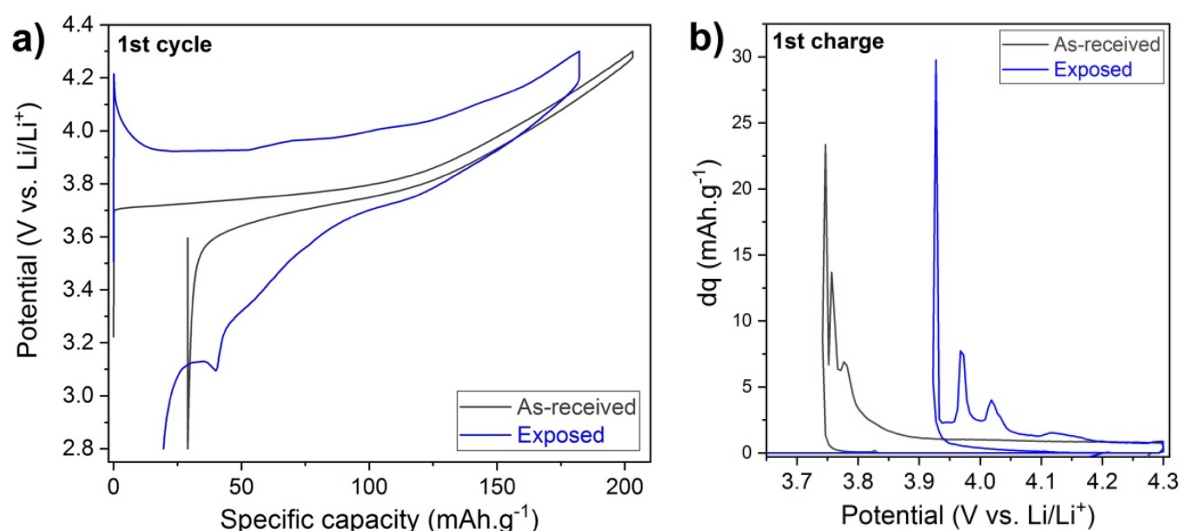 a)
1st cycle
4.4
4.2
4.0
3.8
3.6
3.4
3.2
3.0
2.8
Potential (V vs. Li/Li⁺)
As-received
Exposed
0 50 100 150 200
Specific capacity (mAh.g⁻¹)
b)
1st charge
As-received
Exposed
30
25
20
15
10
5
0
dq (mAh.g⁻¹)
3.7 3.8 3.9 4.0 4.1 4.2 4.3
Potential (V vs. Li/Li⁺)